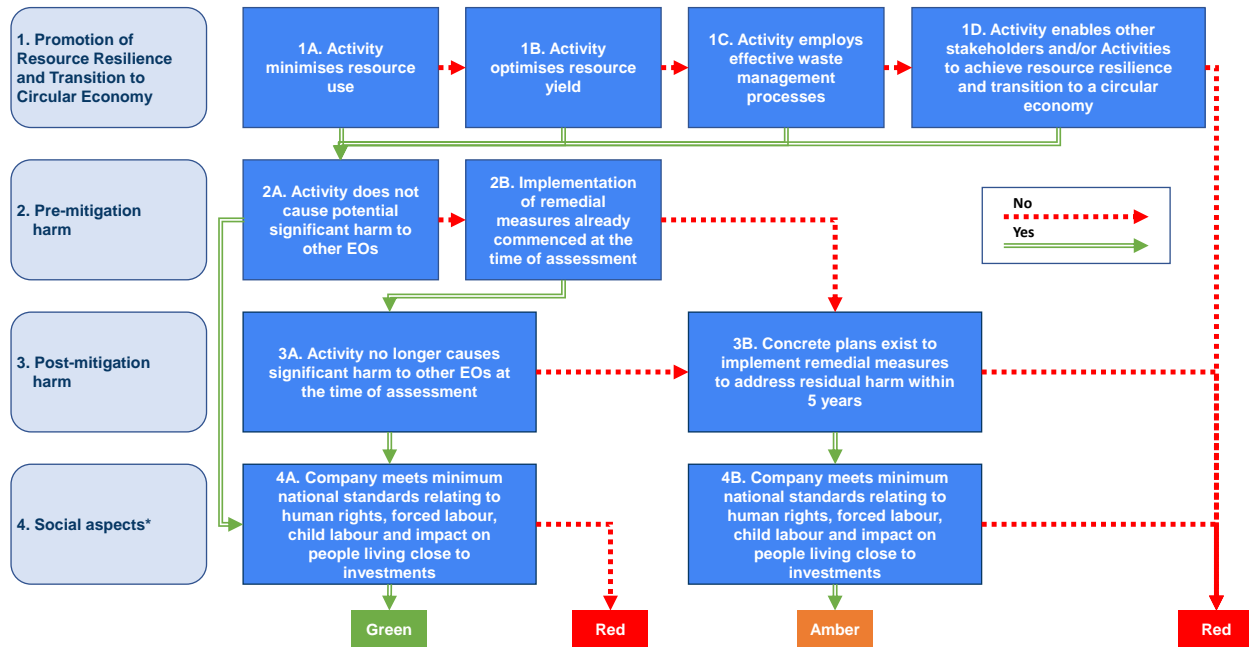 1. Promotion of
Resource Resilience
and Transition to
Circular Economy
1A. Activity
minimises resource
use
1B. Activity
optimises resource
yield
1C. Activity employs
effective waste
management
processes
1D. Activity enables other
stakeholders and/or Activities
to achieve resource resilience
and transition to a circular
economy
2. Pre-mitigation
harm
2A. Activity does not
cause potential
significant harm to
other EOs
2B. Implementation
of remedial
measures already
commenced at the
time of assessment
No
Yes
3. Post-mitigation
harm
3A. Activity no longer causes
significant harm to other EOs at
the time of assessment
3B. Concrete plans exist to
implement remedial measures
to address residual harm within
5 years
4. Social aspects*
4A. Company meets minimum
national standards relating to
human rights, forced labour,
child labour and impact on
people living close to
investments
4B. Company meets minimum
national standards relating to
human rights, forced labour,
child labour and impact on
people living close to
investments
Green
Red
Amber
Red